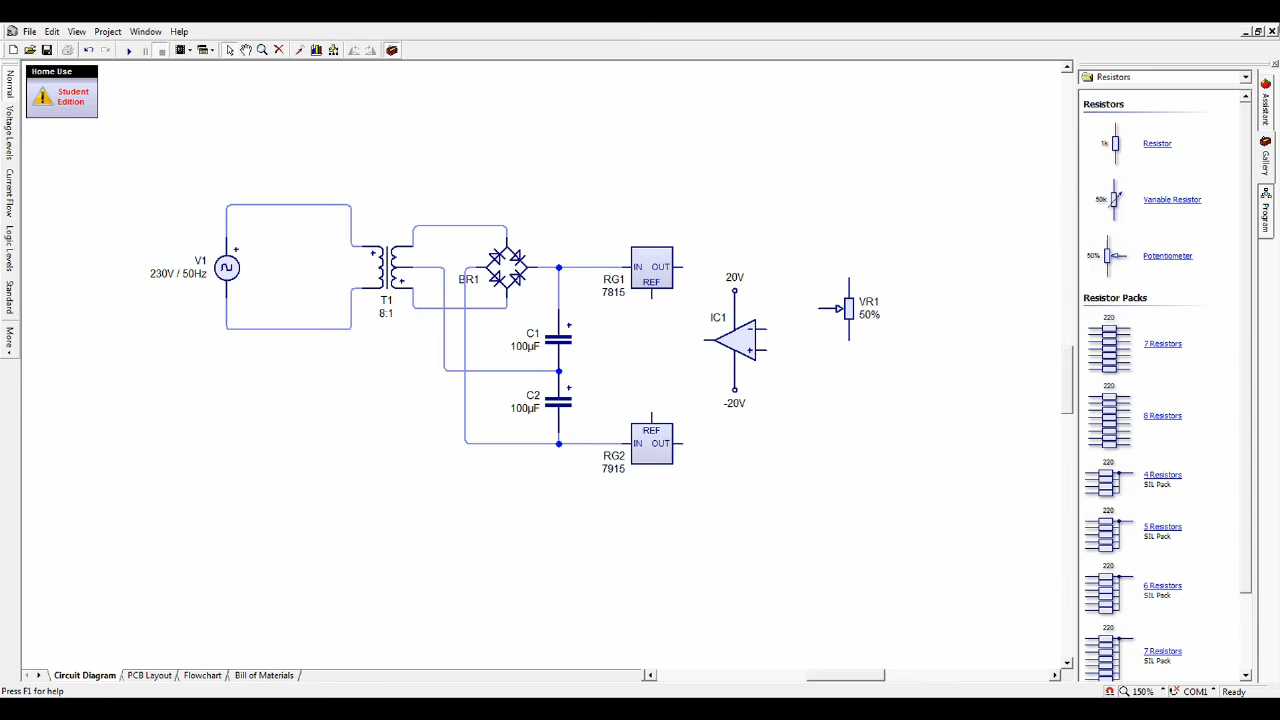 File Edit View Project Window Help
Home Use
Student
Edition
Normal
Voltage Levels
Current Flow
Logic Levels
Standard
More
V1
230V / 50Hz
T1
8:1
BR1
C1
100µF
C2
100µF
IN OUT
REF
RG1
7815
REF
IN OUT
RG2
7915
20V
IC1
-20V
VR1
50%
Resistors
Resistors
1k Resistor
50k Variable Resistor
50% Potentiometer
Resistor Packs
220
7 Resistors
220
8 Resistors
220
4 Resistors
SIL Pack
220
5 Resistors
SIL Pack
220
6 Resistors
SIL Pack
220
7 Resistors
SIL Pack
Assistant
Gallery
Program
Circuit Diagram PCB Layout Flowchart Bill of Materials
Press F1 for help
150% COM1 Ready